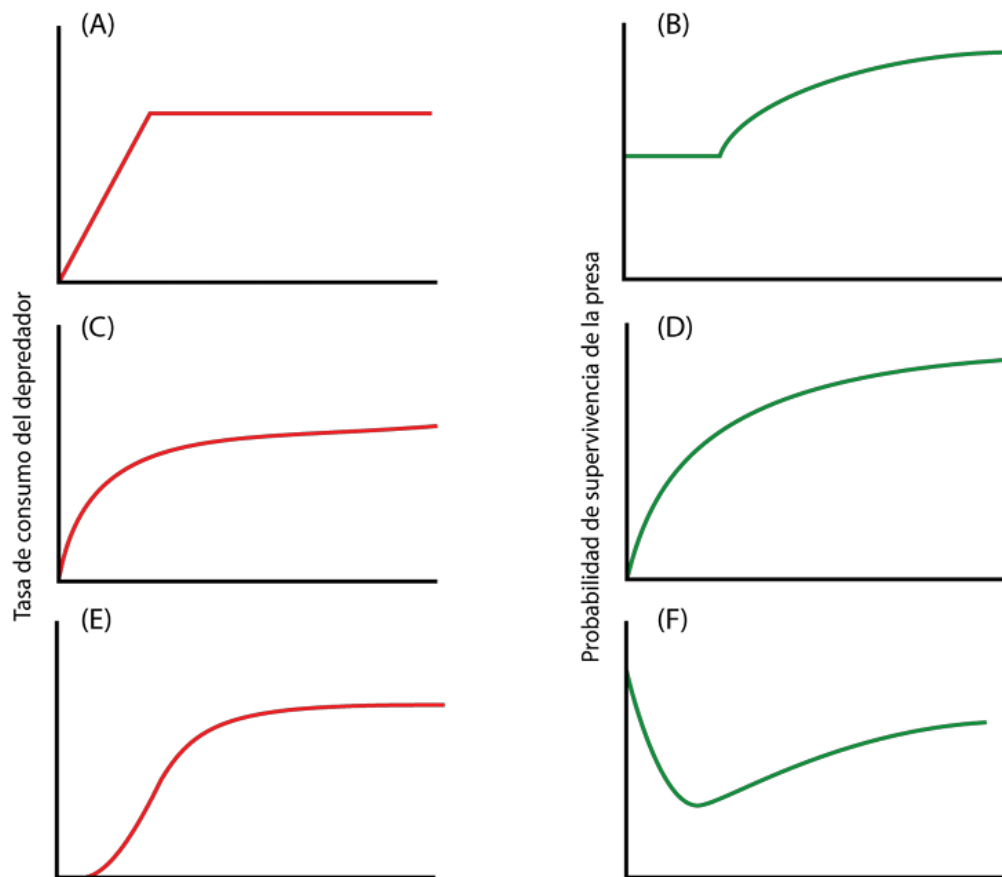 (A)
(B)
Tasa de consumo del depredador
Probabilidad de supervivencia de la presa
(C)
(D)
(E)
(F)